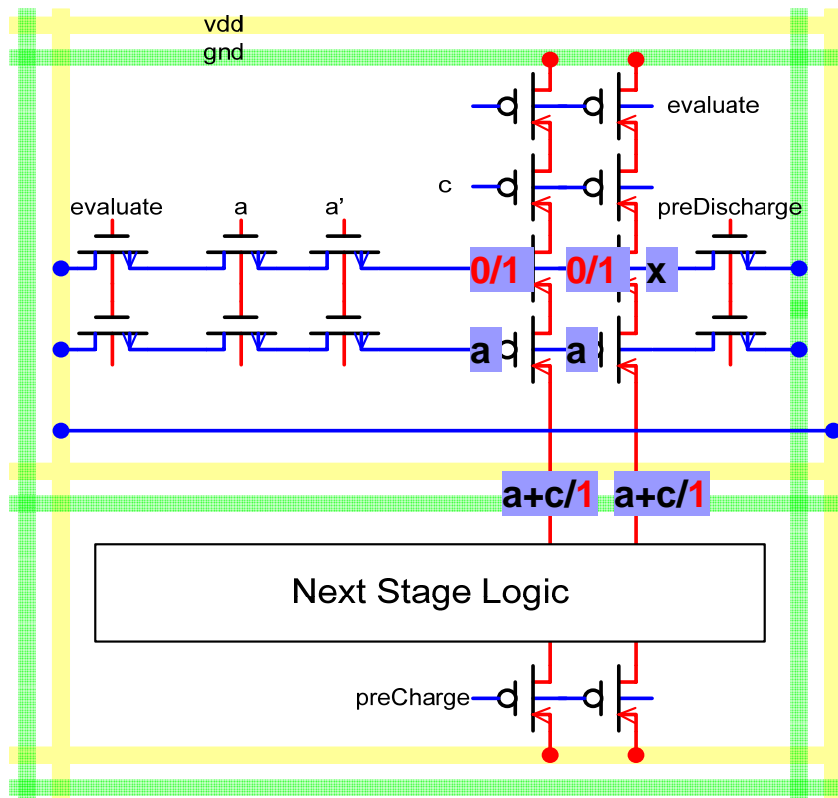 vdd
gnd
evaluate
c
evaluate a a' preDischarge
0/1 0/1 x
a a
a+c/1 a+c/1
Next Stage Logic
preCharge